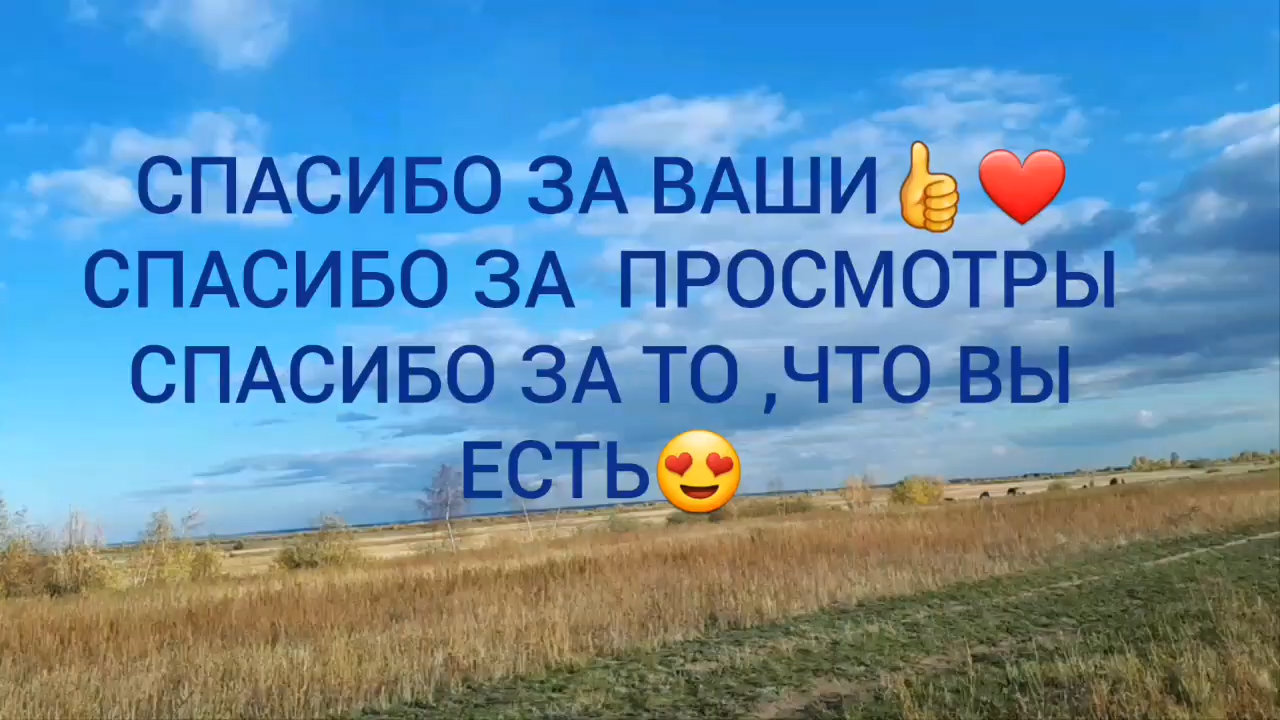 СПАСИБО ЗА ВАШИ👍❤️
СПАСИБО ЗА  ПРОСМОТРЫ
СПАСИБО ЗА ТО ,ЧТО ВЫ
ЕСТЬ😍